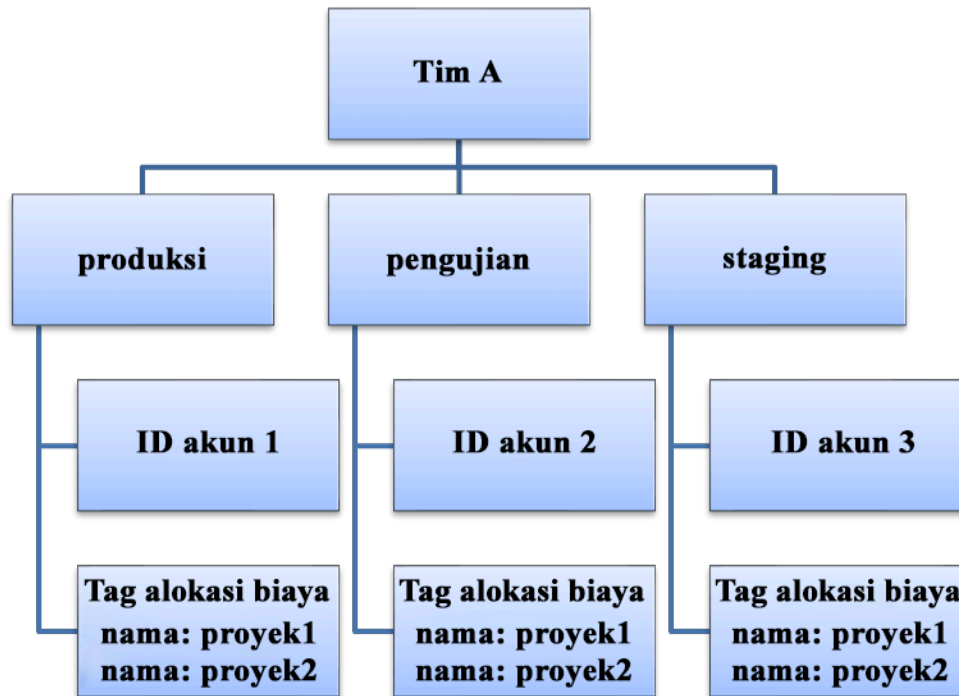 Tim A
produksi
pengujian
staging
ID akun 1
ID akun 2
ID akun 3
Tag alokasi biaya
nama: proyek1
nama: proyek2
Tag alokasi biaya
nama: proyek1
nama: proyek2
Tag alokasi biaya
nama: proyek1
nama: proyek2